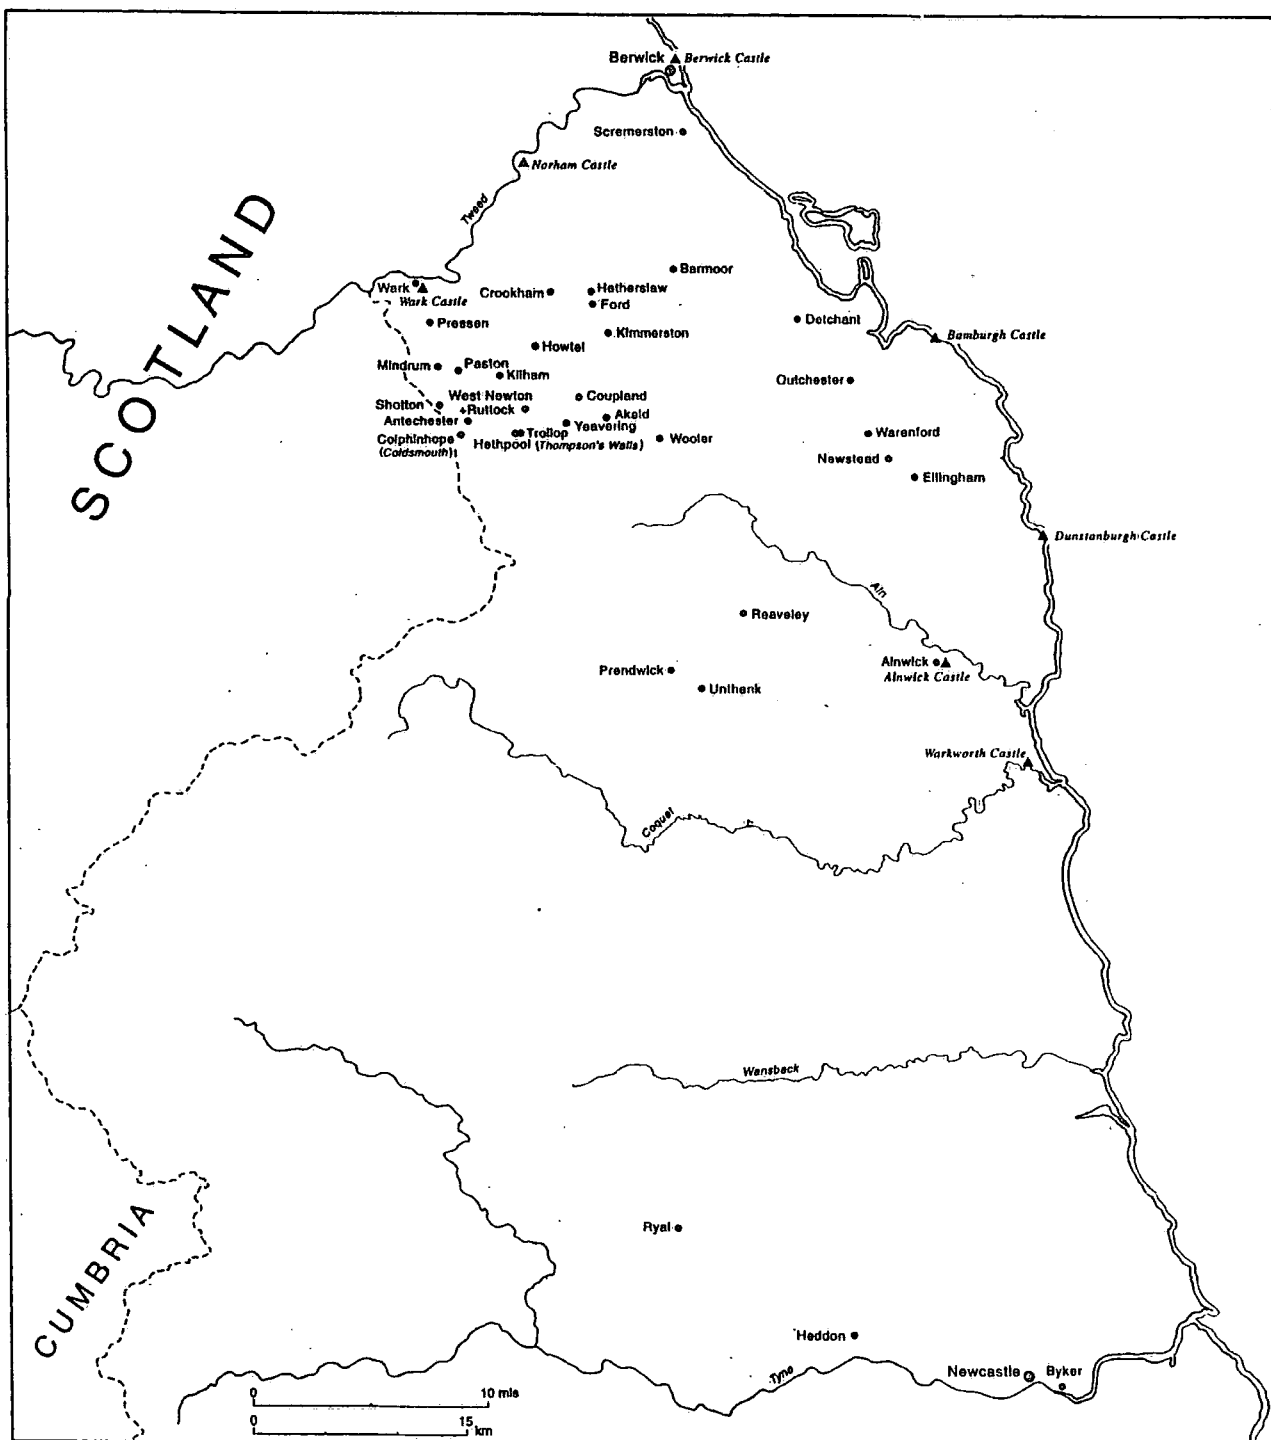 Berwick
Berwick Castle
Scremerston
Norham Castle
Tweed
SCOTLAND
Barmoor
Wark
Wark Castle
Crookham
Hetherslaw
Ford
Pressen
Detchant
Kimmerston
Bamburgh Castle
Howtel
Mindrum
Paston
Kilham
Outchester
West Newton
Coupland
Shotton
+Ruttock
Akeld
Antechester
Yeavering
Colphinhope
(Coldsmouth)
Trollop
Hethpool (Thompson's Walls)
Wooler
Warenford
Newstead
Ellingham
Dunstanburgh Castle
Aln
Reaveley
Alnwick
Alnwick Castle
Prendwick
Unthank
Warkworth Castle
Coquet
Wansback
CUMBRIA
Ryal
Heddon
Tyne
Newcastle
Byker
0 10 mls
0 15 km